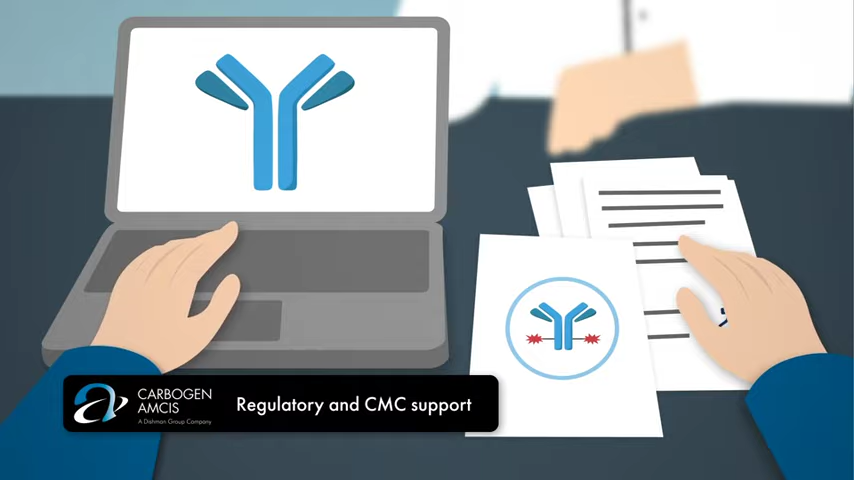 CARBOGEN
AMCIS
A Dishman Group Company
Regulatory and CMC support